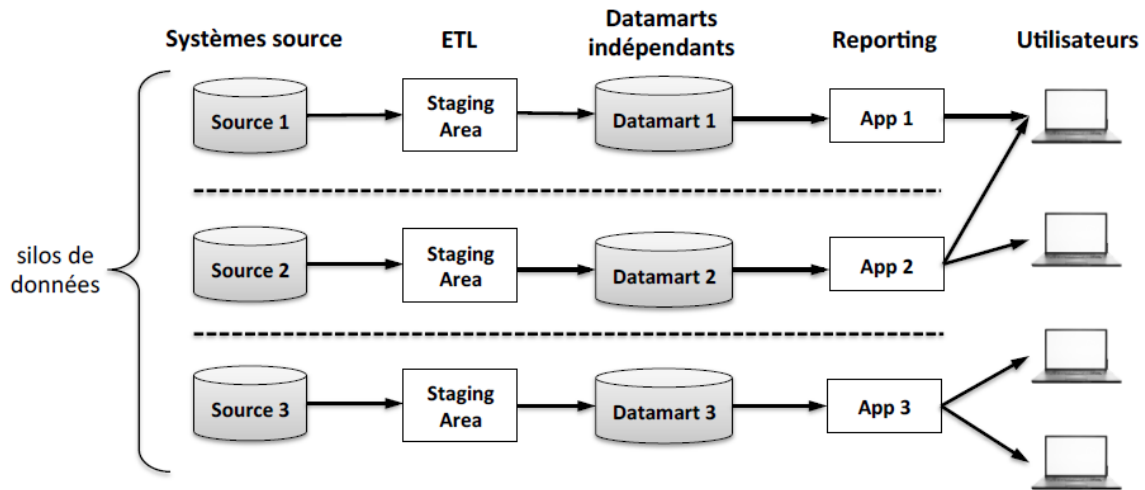 Systèmes source
ETL
Datamarts
indépendants
Reporting
Utilisateurs
Source 1
Staging
Area
Datamart 1
App 1
silos de
données
Source 2
Staging
Area
Datamart 2
App 2
Source 3
Staging
Area
Datamart 3
App 3